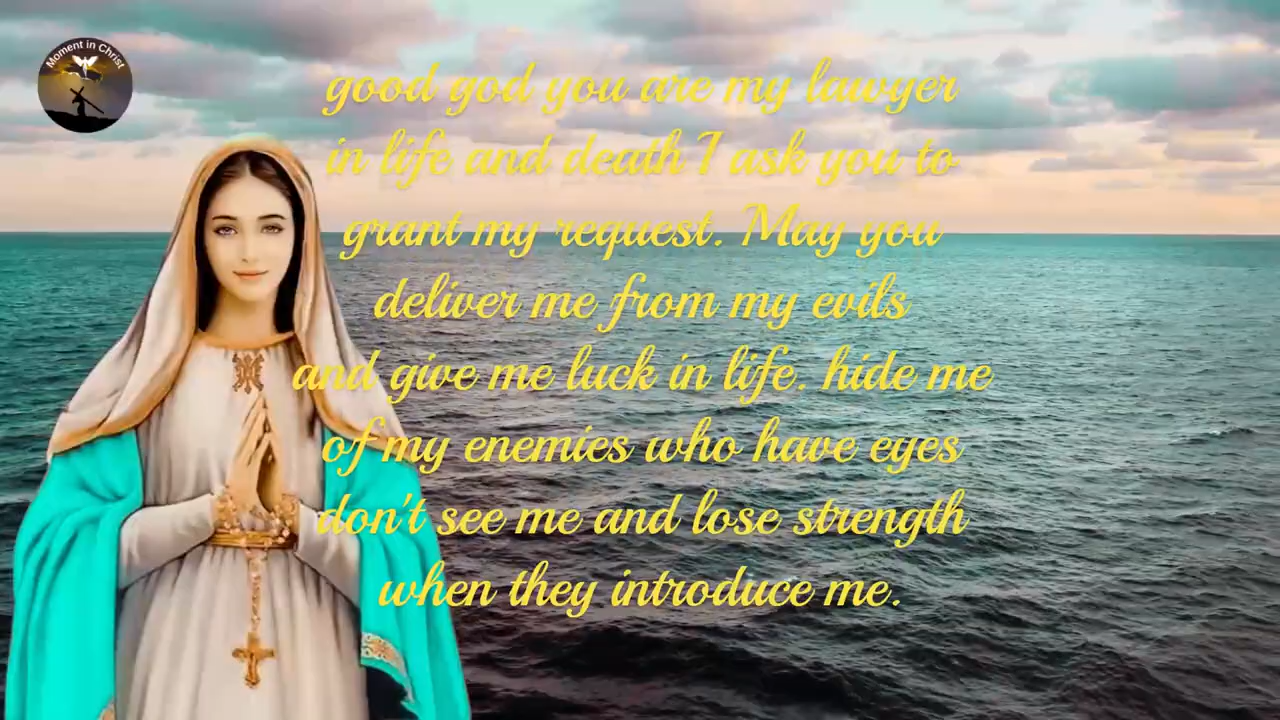 Moment in Christ
good god you are my lawyer
in life and death I ask you to
grant my request. May you
deliver me from my evils
and give me luck in life. hide me
of my enemies who have eyes
don't see me and lose strength
when they introduce me.